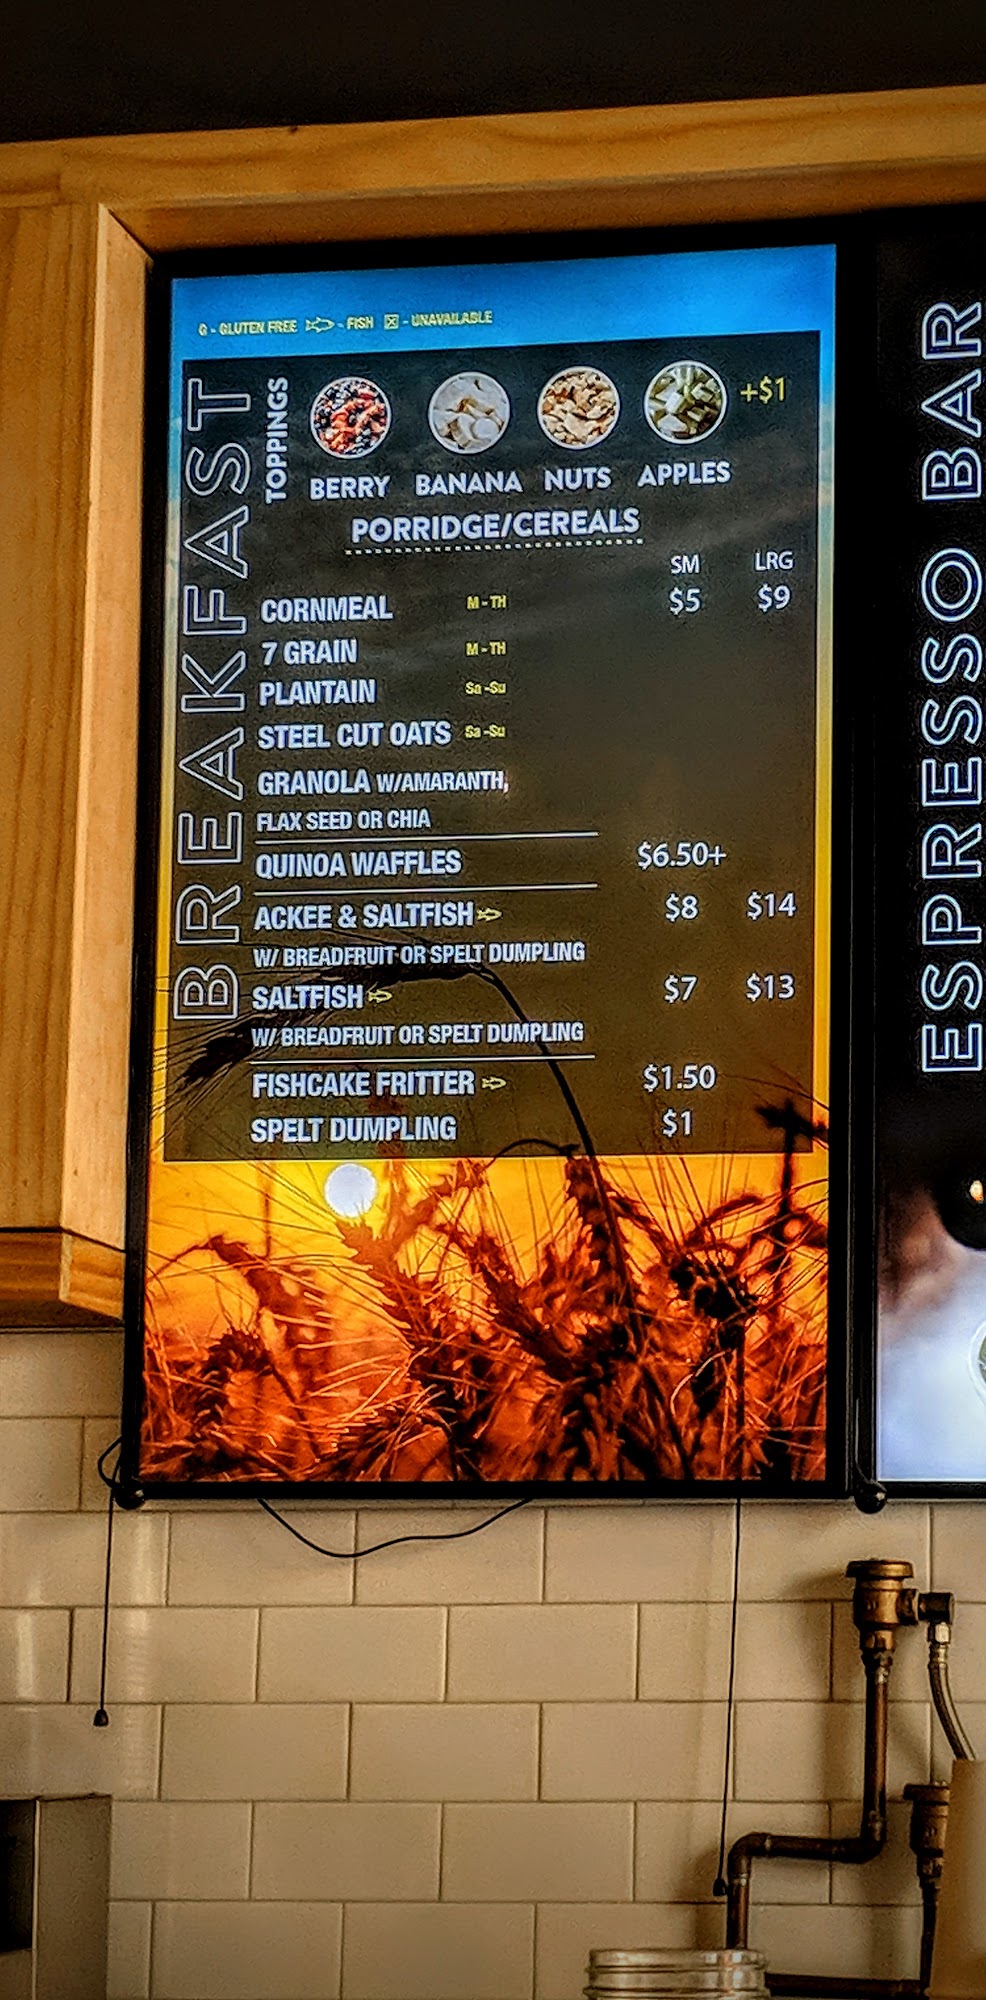 G - GLUTEN FREE - FISH - UNAVAILABLE
BREAKFAST
TOPPINGS
BERRY BANANA NUTS APPLES +$1
PORRIDGE/CEREALS
SM LRG
CORNMEAL M - TH $5 $9
7 GRAIN M - TH
PLANTAIN Sa -Su
STEEL CUT OATS Sa -Su
GRANOLA W/AMARANTH,
FLAX SEED OR CHIA
QUINOA WAFFLES $6.50+
ACKEE & SALTFISH $8 $14
W/ BREADFRUIT OR SPELT DUMPLING
SALTFISH $7 $13
W/ BREADFRUIT OR SPELT DUMPLING
FISHCAKE FRITTER $1.50
SPELT DUMPLING $1
ESPRESSO BAR